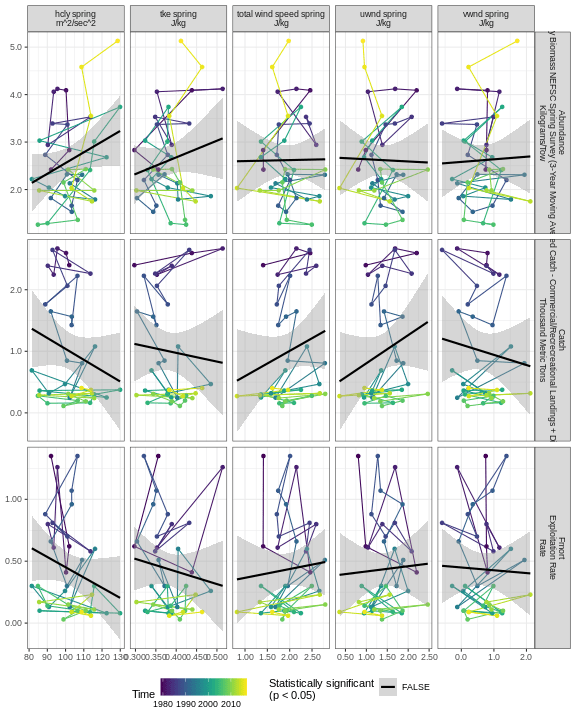 hcly spring
m^2/sec^2
tke spring
J/kg
total wind speed spring
J/kg
uwnd spring
J/kg
vwnd spring
J/kg
5.0
4.0
3.0
2.0
Abundance
y Biomass NEFSC Spring Survey (3-Year Moving Ave
Kilograms/Tow
2.0
1.0
0.0
Catch
ed Catch - Commercial/Recreational Landings + D
Thousand Metric Tons
1.00
0.50
0.00
Fmort
Exploitation Rate
Rate
80 90 100 110 120 130
0.300 0.350 0.400 0.450 0.500
1.00 1.50 2.00 2.50
0.50 1.00 1.50 2.00 2.50
0.0 1.0 2.0
Time
1980 1990 2000 2010
Statistically significant
(p < 0.05)
FALSE